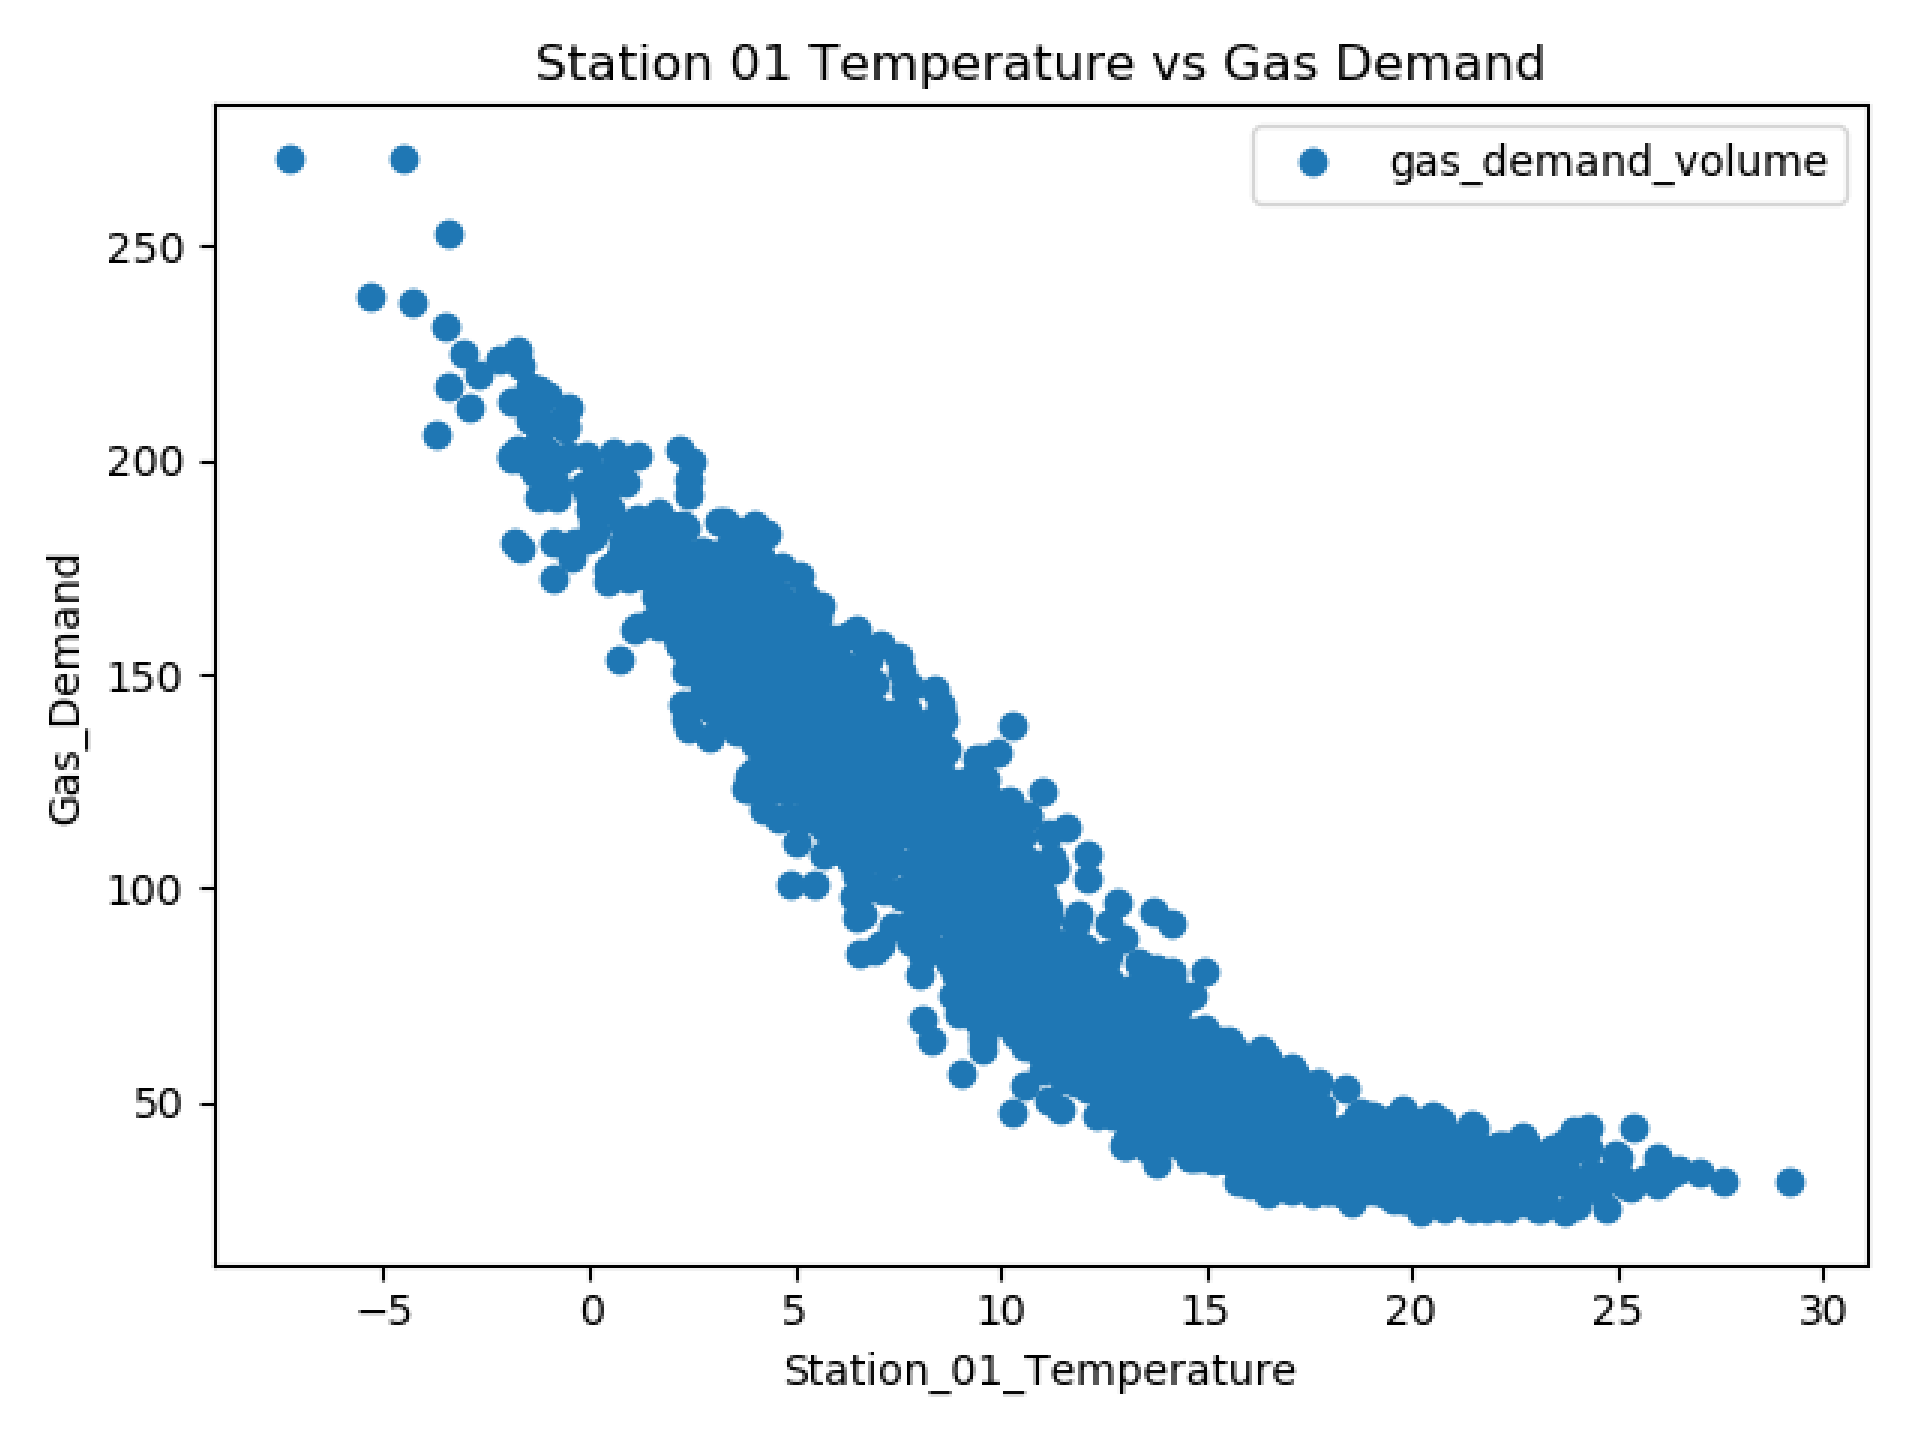 Station 01 Temperature vs Gas Demand
gas_demand_volume
250
200
150
100
50
Gas_Demand
−5 0 5 10 15 20 25 30
Station_01_Temperature